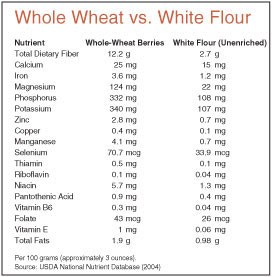 Whole Wheat vs. White Flour
Nutrient Whole-Wheat Berries White Flour (Unenriched)
Total Dietary Fiber 12.2 g 2.7 g
Calcium 25 mg 15 mg
Iron 3.6 mg 1.2 mg
Magnesium 124 mg 22 mg
Phosphorus 332 mg 108 mg
Potassium 340 mg 107 mg
Zinc 2.8 mg 0.7 mg
Copper 0.4 mg 0.1 mg
Manganese 4.1 mg 0.7 mg
Selenium 70.7 mcg 33.9 mcg
Thiamin 0.5 mg 0.1 mg
Riboflavin 0.1 mg 0.04 mg
Niacin 5.7 mg 1.3 mg
Pantothenic Acid 0.9 mg 0.4 mg
Vitamin B6 0.3 mg 0.04 mg
Folate 43 mcg 26 mcg
Vitamin E 1 mg 0.06 mg
Total Fats 1.9 g 0.98 g
Per 100 grams (approximately 3 ounces).
Source: USDA National Nutrient Database (2004)